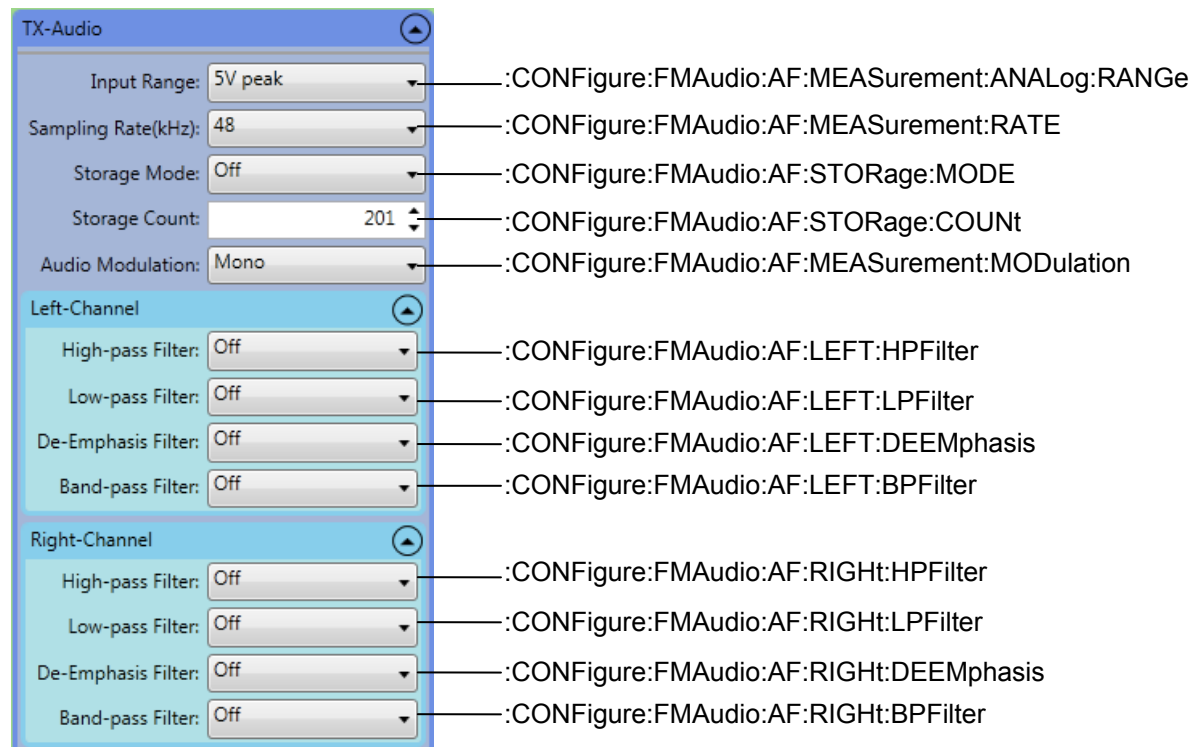 TX-Audio
Input Range: 5V peak :CONFigure:FMAudio:AF:MEASurement:ANALog:RANGe
Sampling Rate(kHz): 48 :CONFigure:FMAudio:AF:MEASurement:RATE
Storage Mode: Off :CONFigure:FMAudio:AF:STORage:MODE
Storage Count: 201 :CONFigure:FMAudio:AF:STORage:COUNt
Audio Modulation: Mono :CONFigure:FMAudio:AF:MEASurement:MODulation
Left-Channel
High-pass Filter: Off :CONFigure:FMAudio:AF:LEFT:HPFilter
Low-pass Filter: Off :CONFigure:FMAudio:AF:LEFT:LPFilter
De-Emphasis Filter: Off :CONFigure:FMAudio:AF:LEFT:DEEMphasis
Band-pass Filter: Off :CONFigure:FMAudio:AF:LEFT:BPFilter
Right-Channel
High-pass Filter: Off :CONFigure:FMAudio:AF:RIGHt:HPFilter
Low-pass Filter: Off :CONFigure:FMAudio:AF:RIGHt:LPFilter
De-Emphasis Filter: Off :CONFigure:FMAudio:AF:RIGHt:DEEMphasis
Band-pass Filter: Off :CONFigure:FMAudio:AF:RIGHt:BPFilter